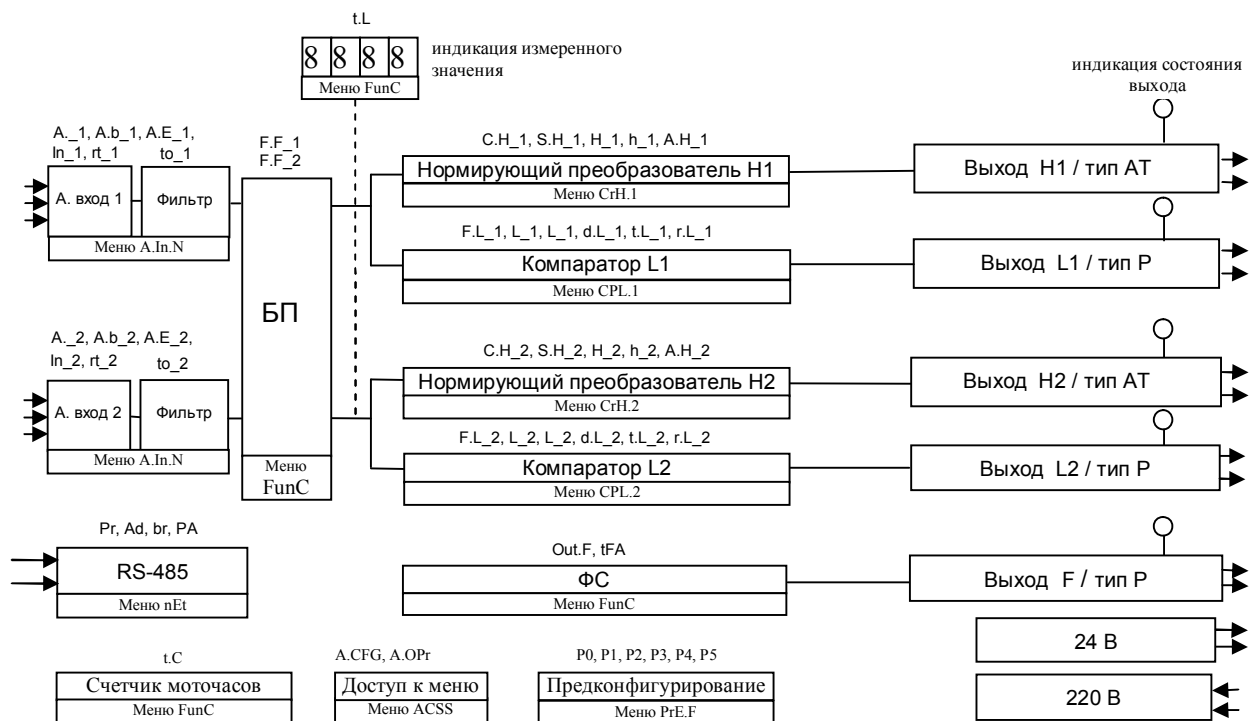 t.L
8 8 8 8
Меню FunC
индикация измеренного
значения
индикация состояния
выхода
A._1, A.b_1, A.E_1,
In_1, rt_1
to_1
А. вход 1
Фильтр
Меню A.In.N
F.F_1
F.F_2
БП
Меню
FunC
C.H_1, S.H_1, H_1, h_1, A.H_1
Нормирующий преобразователь H1
Меню CrH.1
Выход H1 / тип АТ
F.L_1, L_1, L_1, d.L_1, t.L_1, r.L_1
Компаратор L1
Меню CPL.1
Выход L1 / тип Р
A._2, A.b_2, A.E_2,
In_2, rt_2
to_2
А. вход 2
Фильтр
Меню A.In.N
C.H_2, S.H_2, H_2, h_2, A.H_2
Нормирующий преобразователь H2
Меню CrH.2
Выход H2 / тип АТ
F.L_2, L_2, L_2, d.L_2, t.L_2, r.L_2
Компаратор L2
Меню CPL.2
Выход L2 / тип Р
Pr, Ad, br, PA
RS-485
Меню nEt
Out.F, tFA
ФС
Меню FunC
Выход F / тип Р
24 В
220 В
t.C
Счетчик моточасов
Меню FunC
A.CFG, A.OPr
Доступ к меню
Меню ACSS
P0, P1, P2, P3, P4, P5
Предконфигурирование
Меню PrE.F